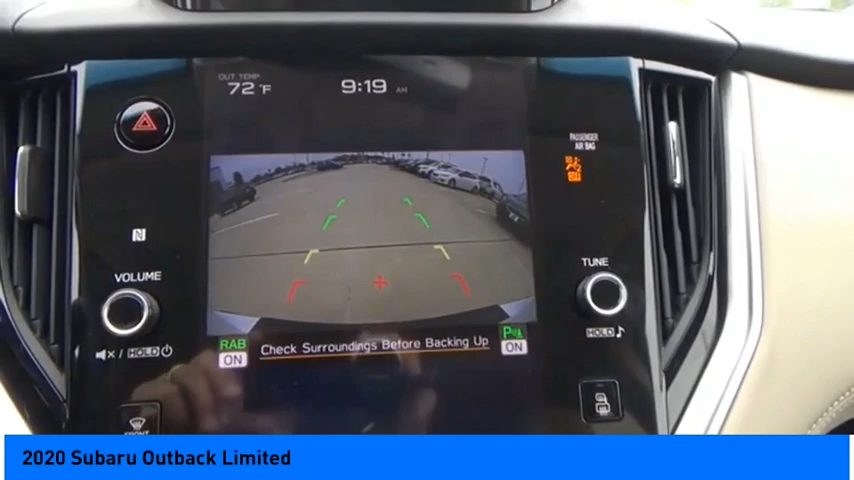 OUT TEMP
72°F
9:19 AM
PASSENGER
AIR BAG
N
VOLUME
TUNE
/ HOLD
HOLD
RAB
ON
Check Surroundings Before Backing Up
P
ON
FRONT
2020 Subaru Outback Limited